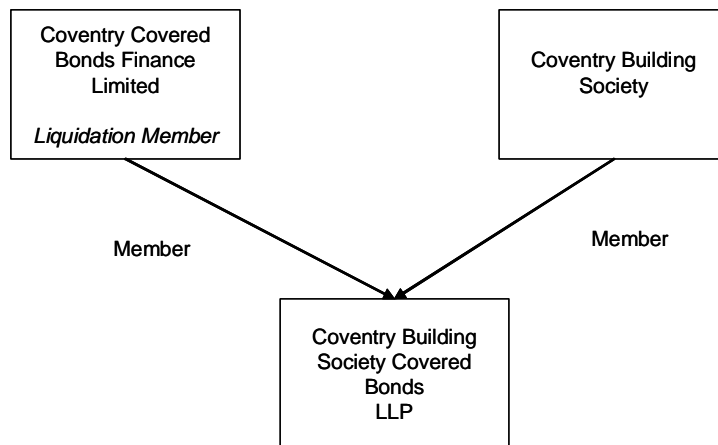 Coventry Covered
Bonds Finance
Limited
Liquidation Member
Coventry Building
Society
Member
Member
Coventry Building
Society Covered
Bonds
LLP